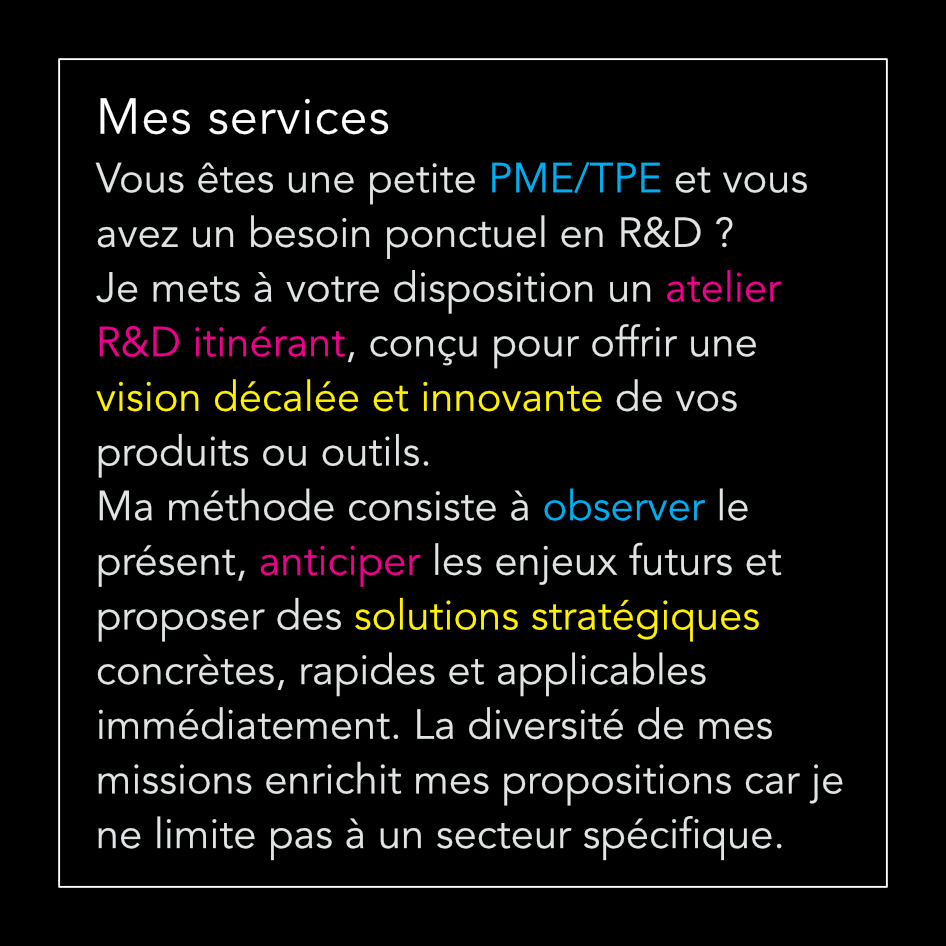 Mes services
Vous êtes une petite PME/TPE et vous
avez un besoin ponctuel en R&D ?
Je mets à votre disposition un atelier
R&D itinérant, conçu pour offrir une
vision décalée et innovante de vos
produits ou outils.
Ma méthode consiste à observer le
présent, anticiper les enjeux futurs et
proposer des solutions stratégiques
concrètes, rapides et applicables
immédiatement. La diversité de mes
missions enrichit mes propositions car je
ne limite pas à un secteur spécifique.